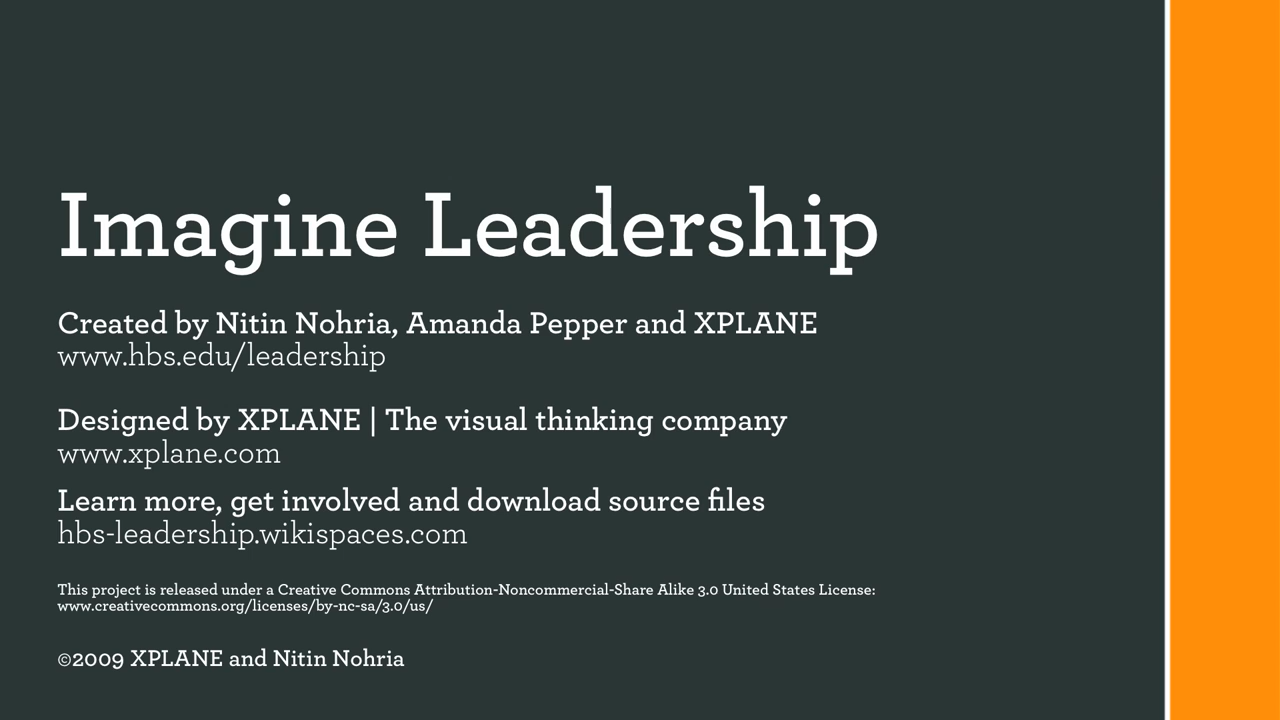 Imagine Leadership
Created by Nitin Nohria, Amanda Pepper and XPLANE
www.hbs.edu/leadership
Designed by XPLANE | The visual thinking company
www.xplane.com
Learn more, get involved and download source files
hbs-leadership.wikispaces.com
This project is released under a Creative Commons Attribution-Noncommercial-Share Alike 3.0 United States License:
www.creativecommons.org/licenses/by-nc-sa/3.0/us/
©2009 XPLANE and Nitin Nohria